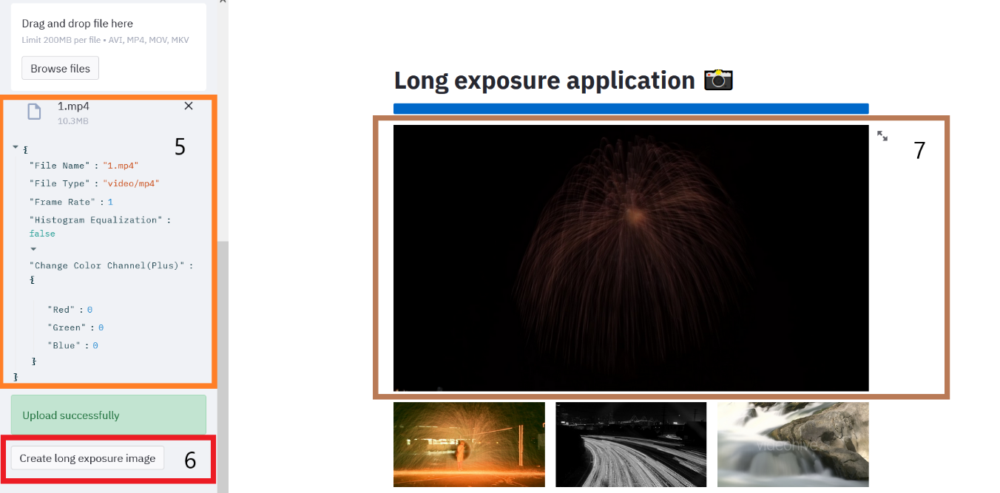 Drag and drop file here
Limit 200MB per file • AVI, MP4, MOV, MKV
Browse files
1.mp4
10.3MB
5
{
"File Name" : "1.mp4"
"File Type" : "video/mp4"
"Frame Rate" : 1
"Histogram Equalization" :
false
"Change Color Channel(Plus)" :
{
"Red" : 0
"Green" : 0
"Blue" : 0
}
}
Upload successfully
Create long exposure image
6
Long exposure application
7
videohive